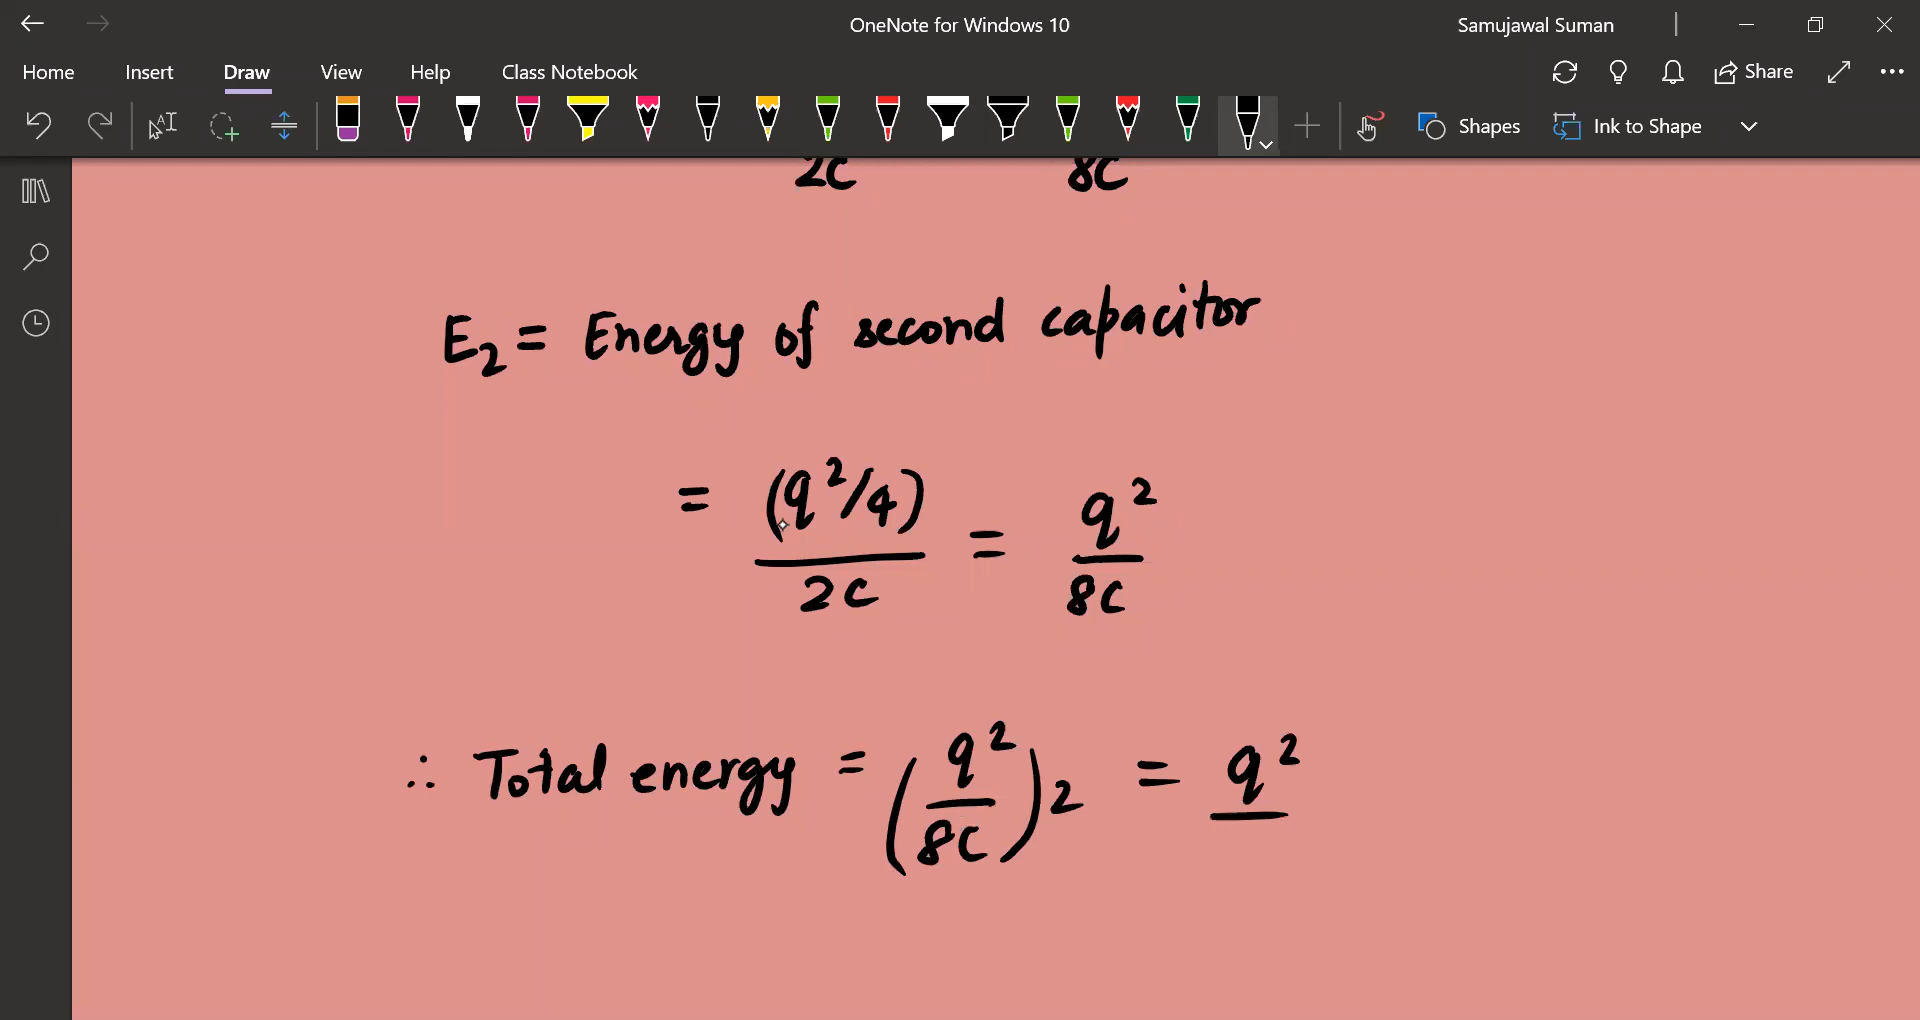 OneNote for Windows 10
Samujawal Suman
Home Insert Draw View Help Class Notebook Share
Shapes Ink to Shape
2C 8C
E₂ = Energy of second capacitor
= (q²/4)/2C = q²/8C
∴ Total energy = (q²/8C)2 = q²